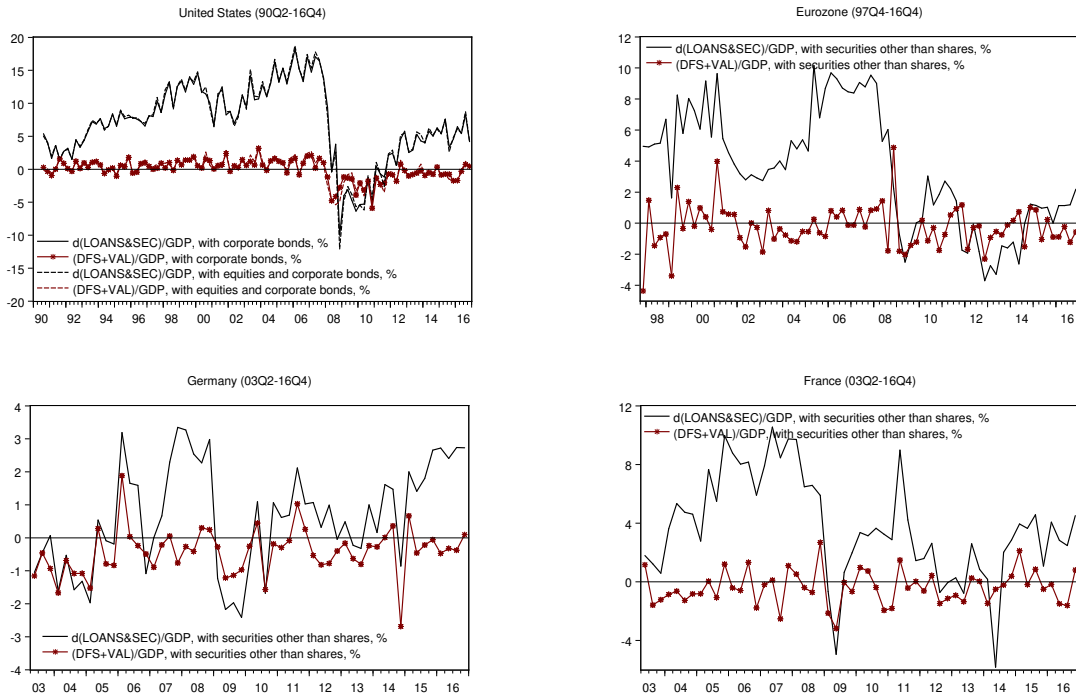 United States (90Q2-16Q4)
20
15
10
5
0
-5
-10
-15
-20
d(LOANS&SEC)/GDP, with corporate bonds, %
(DFS+VAL)/GDP, with corporate bonds, %
d(LOANS&SEC)/GDP, with equities and corporate bonds, %
(DFS+VAL)/GDP, with equities and corporate bonds, %
90 92 94 96 98 00 02 04 06 08 10 12 14 16
Eurozone (97Q4-16Q4)
12
10
8
6
4
2
0
-2
-4
d(LOANS&SEC)/GDP, with securities other than shares, %
(DFS+VAL)/GDP, with securities other than shares, %
98 00 02 04 06 08 10 12 14 16
Germany (03Q2-16Q4)
4
3
2
1
0
-1
-2
-3
-4
d(LOANS&SEC)/GDP, with securities other than shares, %
(DFS+VAL)/GDP, with securities other than shares, %
03 04 05 06 07 08 09 10 11 12 13 14 15 16
France (03Q2-16Q4)
12
8
4
0
-4
d(LOANS&SEC)/GDP, with securities other than shares, %
(DFS+VAL)/GDP, with securities other than shares, %
03 04 05 06 07 08 09 10 11 12 13 14 15 16